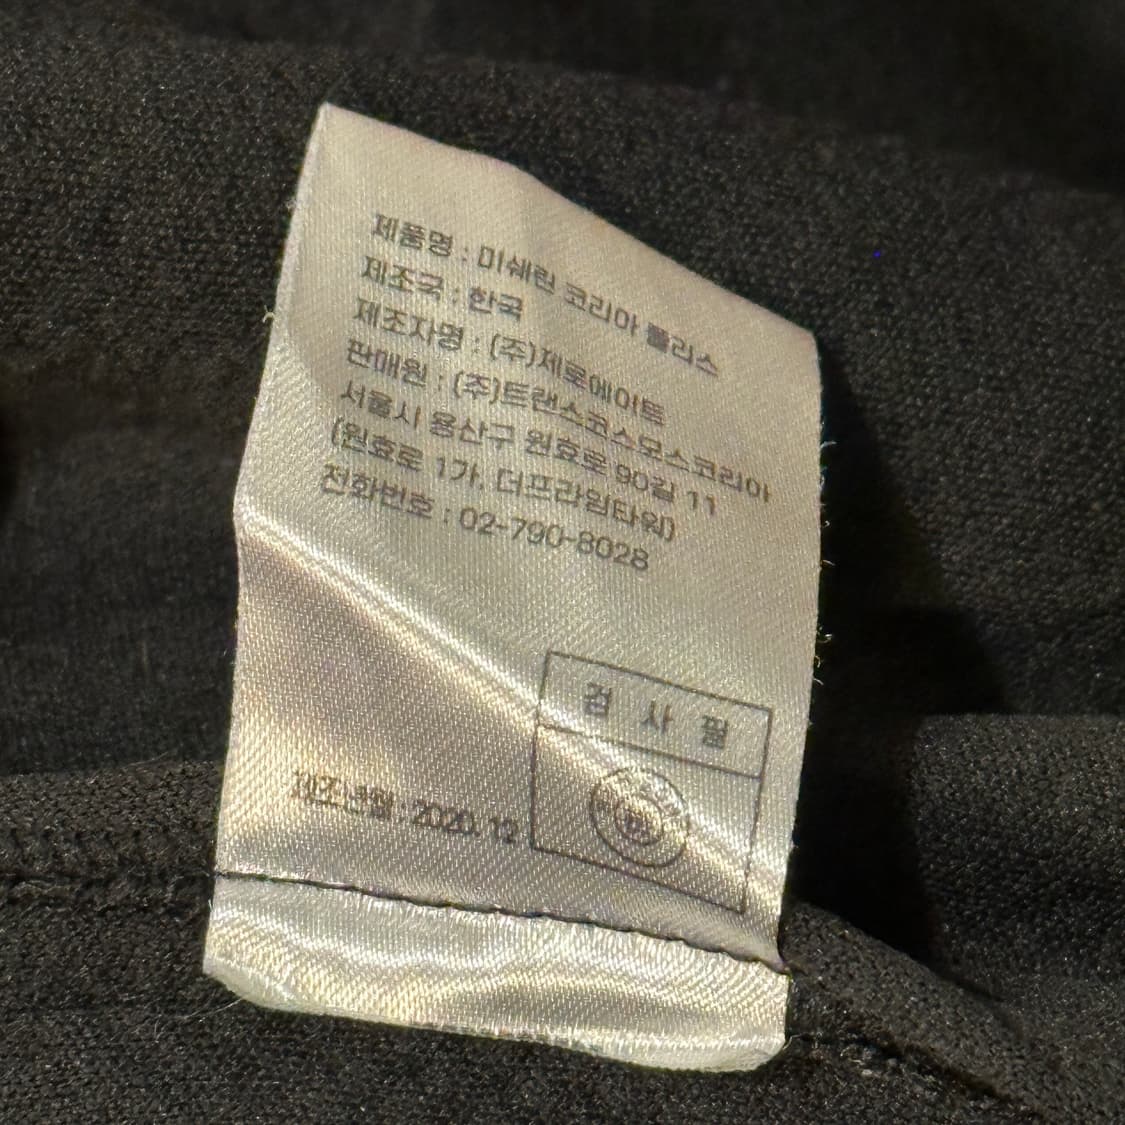 제품명 : 미쉐린 코리아 플리스
제조국 : 한국
제조자명 : (주)제로에이트
판매원 : (주)트랜스코스모스코리아
서울시 용산구 원효로 90길 11
(원효로 1가, 더프라임타워)
전화번호 : 02-790-8028
검 사 필
제조년월 : 2020. 12